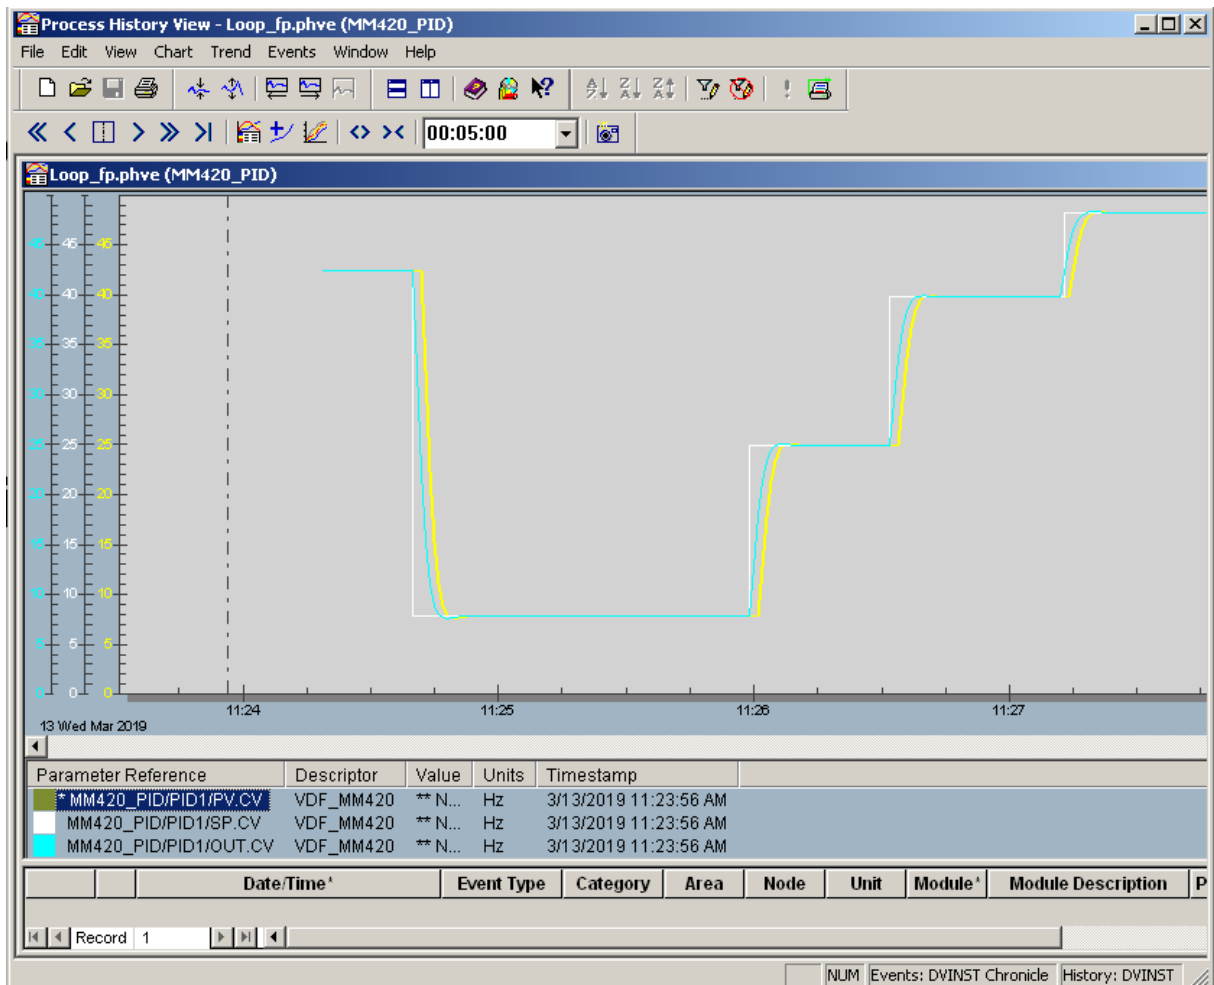 Process History View - Loop_fp.phve (MM420_PID)
File Edit View Chart Trend Events Window Help
00:05:00
Loop_fp.phve (MM420_PID)
45 45 45
40 40 40
35 35 35
30 30 30
25 25 25
20 20 20
15 15 15
10 10 10
5 5 5
0 0 0
11:24 11:25 11:26 11:27
13 Wed Mar 2019
Parameter Reference Descriptor Value Units Timestamp
* MM420_PID/PID1/PV.CV VDF_MM420 ** N... Hz 3/13/2019 11:23:56 AM
MM420_PID/PID1/SP.CV VDF_MM420 ** N... Hz 3/13/2019 11:23:56 AM
MM420_PID/PID1/OUT.CV VDF_MM420 ** N... Hz 3/13/2019 11:23:56 AM
Date/Time* Event Type Category Area Node Unit Module* Module Description P
Record 1
NUM Events: DVINST Chronicle History: DVINST